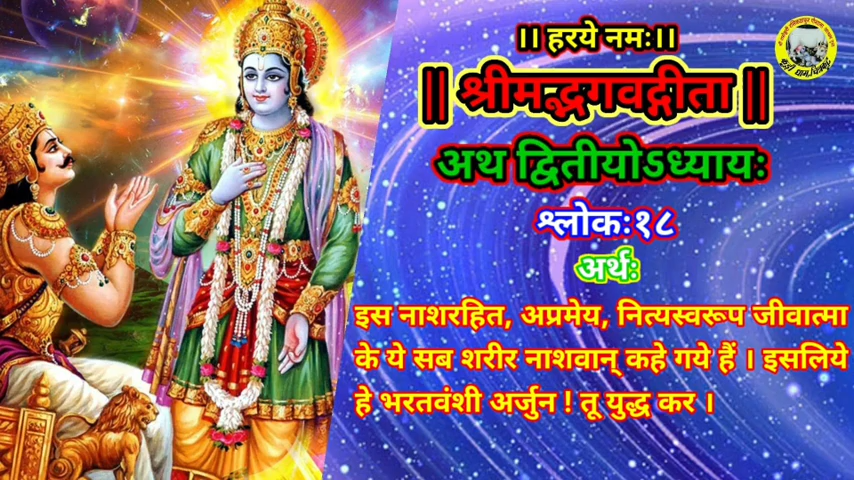 ।। हरये नमः।।
|| श्रीमद्भगवद्गीता ||
अथ द्वितीयोऽध्यायः
श्लोकः१८
अर्थः
इस नाशरहित, अप्रमेय, नित्यस्वरूप जीवात्मा
के ये सब शरीर नाशवान् कहे गये हैं । इसलिये
हे भरतवंशी अर्जुन ! तू युद्ध कर ।